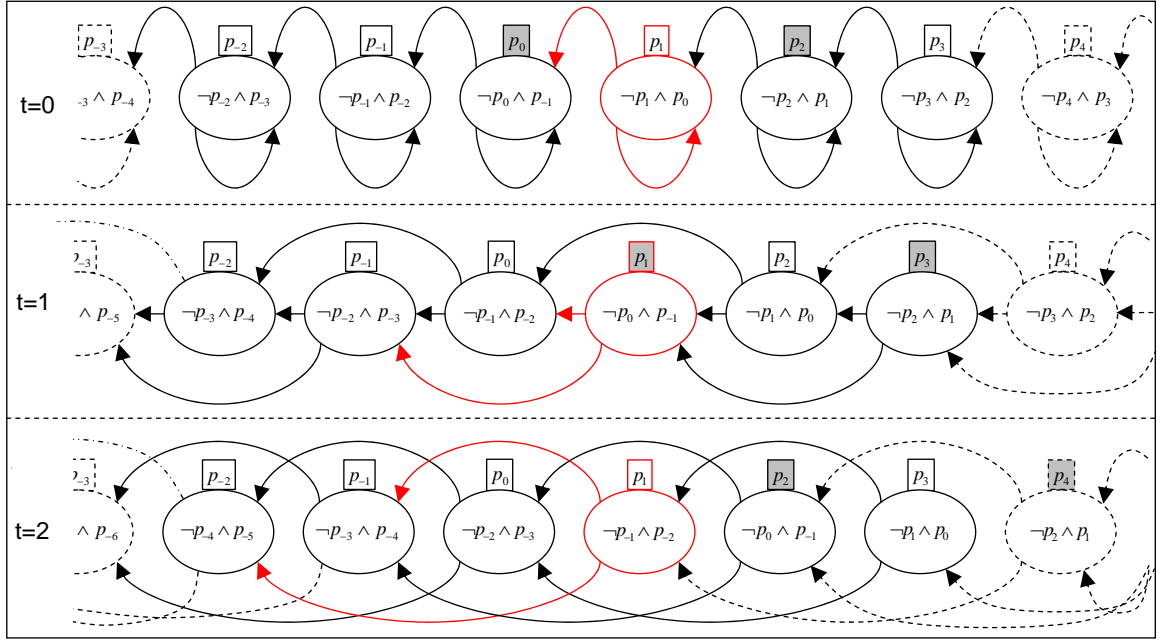 p₋₃ p₋₂ p₋₁ p₀ p₁ p₂ p₃ p₄
t=0 ₋₃ ∧ p₋₄ ¬p₋₂ ∧ p₋₃ ¬p₋₁ ∧ p₋₂ ¬p₀ ∧ p₋₁ ¬p₁ ∧ p₀ ¬p₂ ∧ p₁ ¬p₃ ∧ p₂ ¬p₄ ∧ p₃
p₋₃ p₋₂ p₋₁ p₀ p₁ p₂ p₃ p₄
t=1 ∧ p₋₅ ¬p₋₃ ∧ p₋₄ ¬p₋₂ ∧ p₋₃ ¬p₋₁ ∧ p₋₂ ¬p₀ ∧ p₋₁ ¬p₁ ∧ p₀ ¬p₂ ∧ p₁ ¬p₃ ∧ p₂
p₋₃ p₋₂ p₋₁ p₀ p₁ p₂ p₃ p₄
t=2 ∧ p₋₆ ¬p₋₄ ∧ p₋₅ ¬p₋₃ ∧ p₋₄ ¬p₋₂ ∧ p₋₃ ¬p₋₁ ∧ p₋₂ ¬p₀ ∧ p₋₁ ¬p₁ ∧ p₀ ¬p₂ ∧ p₁